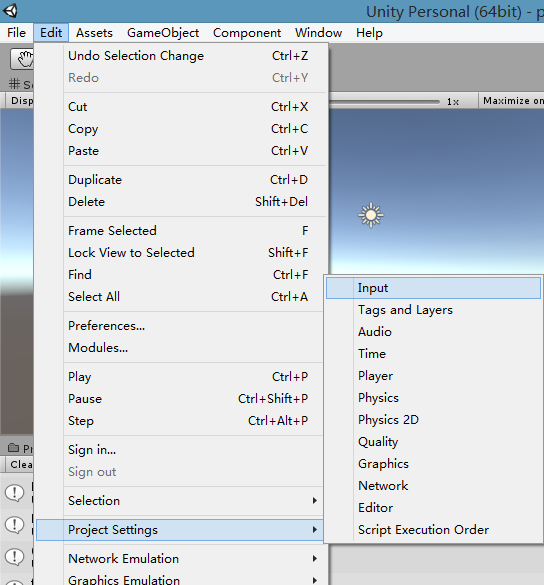 Unity Personal (64bit) - p
File Edit Assets GameObject Component Window Help
Undo Selection Change Ctrl+Z
Redo Ctrl+Y
Disp 1x Maximize on
Cut Ctrl+X
Copy Ctrl+C
Paste Ctrl+V
Duplicate Ctrl+D
Delete Shift+Del
Frame Selected F
Lock View to Selected Shift+F
Find Ctrl+F
Select All Ctrl+A
Preferences...
Modules...
Play Ctrl+P
Pause Ctrl+Shift+P
Step Ctrl+Alt+P
Sign in...
Sign out
Clea
Selection
Project Settings
Network Emulation
Graphics Emulation
Input
Tags and Layers
Audio
Time
Player
Physics
Physics 2D
Quality
Graphics
Network
Editor
Script Execution Order